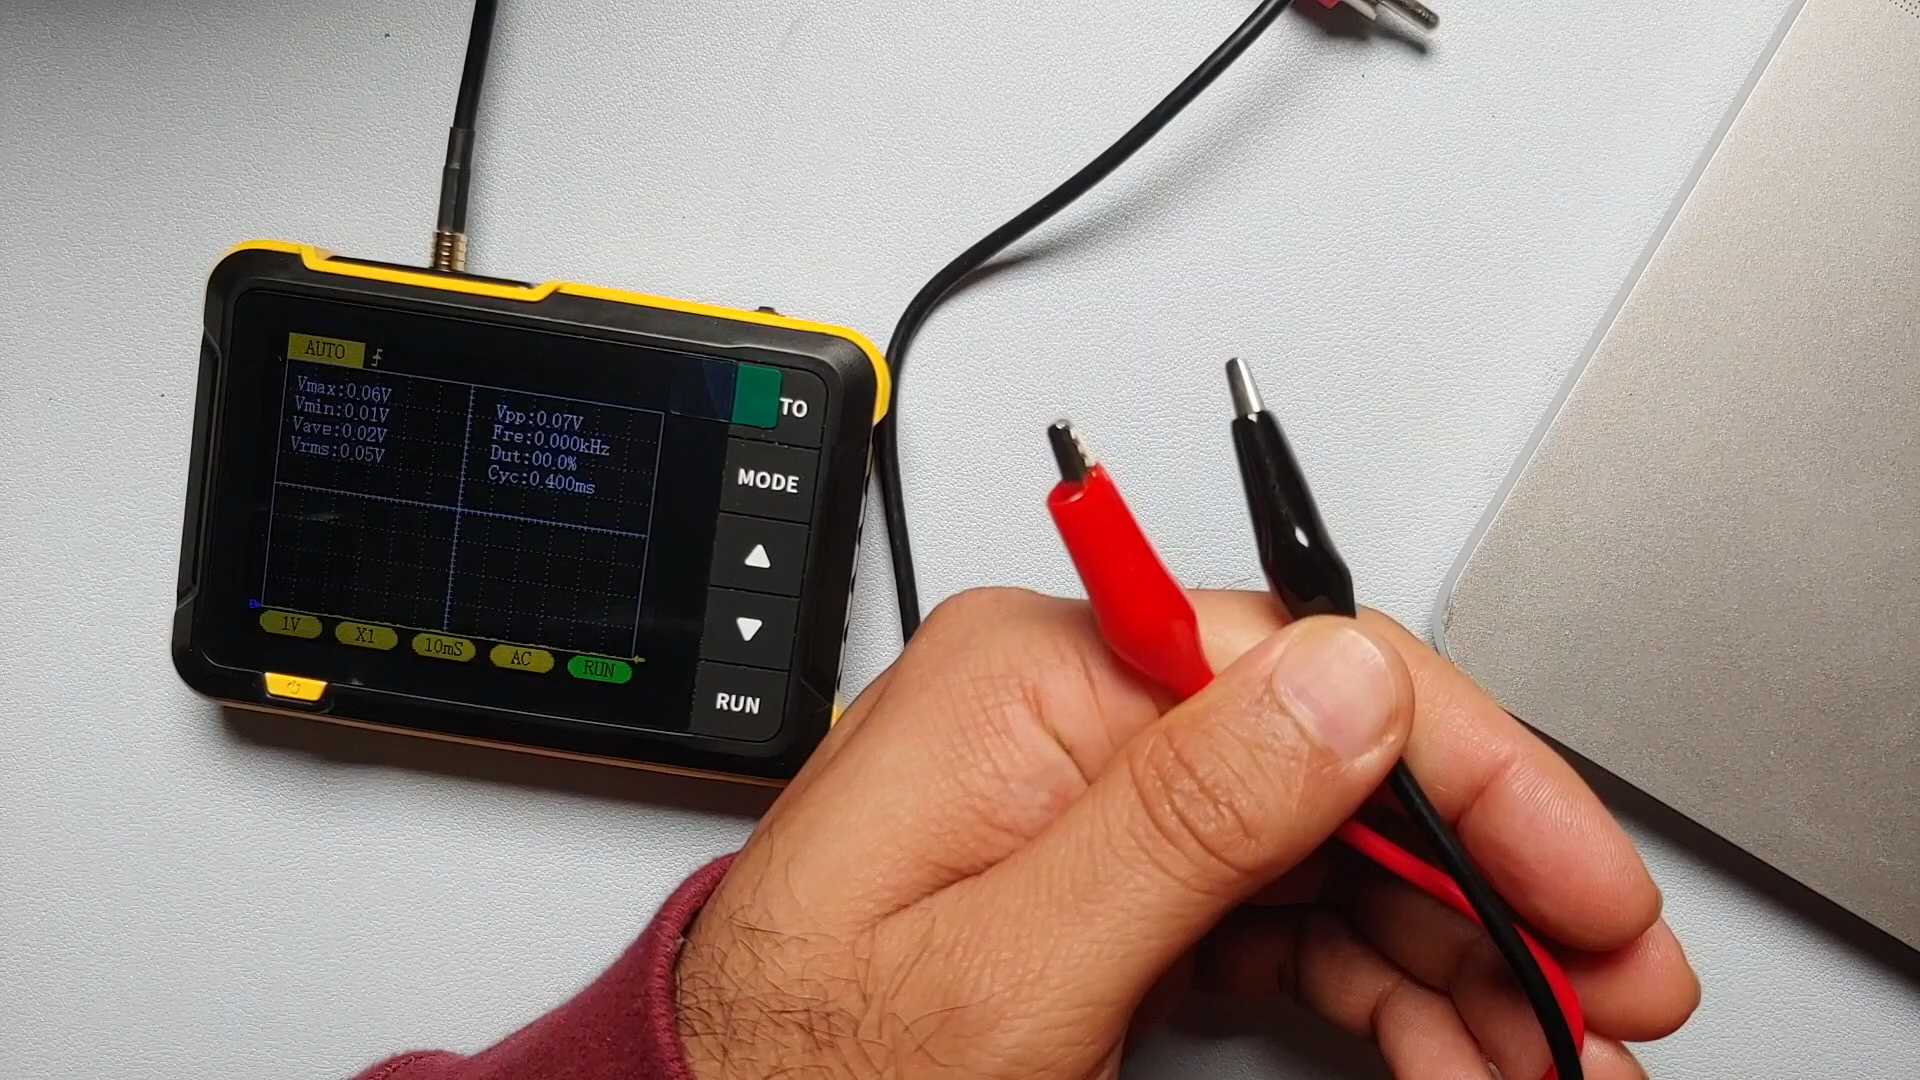 AUTO
Vmax:0.06V
Vmin:0.01V
Vave:0.02V
Vrms:0.05V
Vpp:0.07V
Fre:0.000kHz
Dut:00.0%
Cyc:0.400ms
1V
X1
10mS
AC
RUN
TO
MODE
RUN